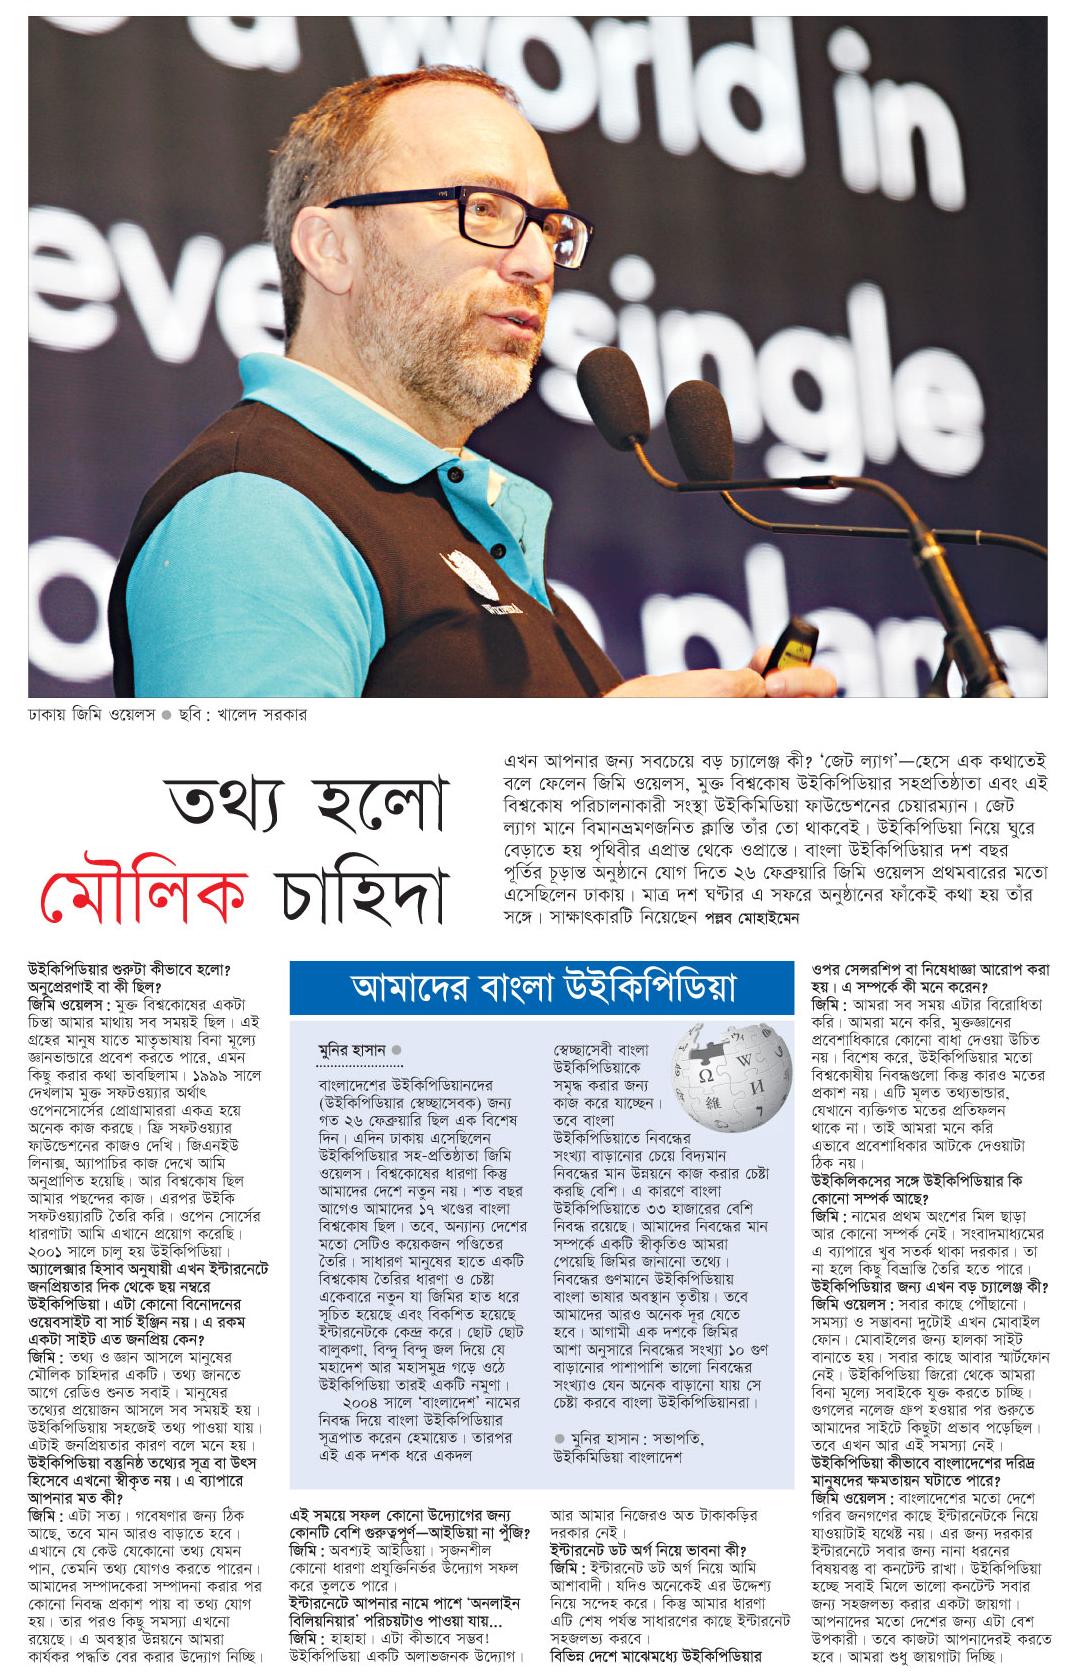 a world in
every single
planet
WIKIPEDIA
ঢাকায় জিমি ওয়েলস ● ছবি : খালেদ সরকার
তথ্য হলো
মৌলিক চাহিদা
এখন আপনার জন্য সবচেয়ে বড় চ্যালেঞ্জ কী? ‘জেট ল্যাগ’—হেসে এক কথাতেই
বলে ফেলেন জিমি ওয়েলস, মুক্ত বিশ্বকোষ উইকিপিডিয়ার সহপ্রতিষ্ঠাতা এবং এই
বিশ্বকোষ পরিচালনাকারী সংস্থা উইকিমিডিয়া ফাউন্ডেশনের চেয়ারম্যান। জেট
ল্যাগ মানে বিমানভ্রমণজনিত ক্লান্তি তাঁর তো থাকবেই। উইকিপিডিয়া নিয়ে ঘুরে
বেড়াতে হয় পৃথিবীর এপ্রান্ত থেকে ওপ্রান্তে। বাংলা উইকিপিডিয়ার দশ বছর
পূর্তির চূড়ান্ত অনুষ্ঠানে যোগ দিতে ২৬ ফেব্রুয়ারি জিমি ওয়েলস প্রথমবারের মতো
এসেছিলেন ঢাকায়। মাত্র দশ ঘণ্টার এ সফরে অনুষ্ঠানের ফাঁকেই কথা হয় তাঁর
সঙ্গে। সাক্ষাৎকারটি নিয়েছেন পল্লব মোহাইমেন
উইকিপিডিয়ার শুরুটা কীভাবে হলো?
অনুপ্রেরণাই বা কী ছিল?
জিমি ওয়েলস : মুক্ত বিশ্বকোষের একটা
চিন্তা আমার মাথায় সব সময়ই ছিল। এই
গ্রহের মানুষ যাতে মাতৃভাষায় বিনা মূল্যে
জ্ঞানভান্ডারে প্রবেশ করতে পারে, এমন
কিছু করার কথা ভাবছিলাম। ১৯৯৯ সালে
দেখলাম মুক্ত সফটওয়্যার অর্থাৎ
ওপেনসোর্সের প্রোগ্রামাররা একত্র হয়ে
অনেক কাজ করছে। ফ্রি সফটওয়্যার
ফাউন্ডেশনের কাজও দেখি। জিএনইউ
লিনাক্স, অ্যাপাচির কাজ দেখে আমি
অনুপ্রাণিত হয়েছি। আর বিশ্বকোষ ছিল
আমার পছন্দের কাজ। এরপর উইকি
সফটওয়্যারটি তৈরি করি। ওপেন সোর্সের
ধারণাটা আমি এখানে প্রয়োগ করেছি।
২০০১ সালে চালু হয় উইকিপিডিয়া।
অ্যালেক্সার হিসাব অনুযায়ী এখন ইন্টারনেটে
জনপ্রিয়তার দিক থেকে ছয় নম্বরে
উইকিপিডিয়া। এটা কোনো বিনোদনের
ওয়েবসাইট বা সার্চ ইঞ্জিন নয়। এ রকম
একটা সাইট এত জনপ্রিয় কেন?
জিমি : তথ্য ও জ্ঞান আসলে মানুষের
মৌলিক চাহিদার একটি। তথ্য জানতে
আগে রেডিও শুনত সবাই। মানুষের
তথ্যের প্রয়োজন আসলে সব সময়ই হয়।
উইকিপিডিয়ায় সহজেই তথ্য পাওয়া যায়।
এটাই জনপ্রিয়তার কারণ বলে মনে হয়।
উইকিপিডিয়া বস্তুনিষ্ঠ তথ্যের সূত্র বা উৎস
হিসেবে এখনো স্বীকৃত নয়। এ ব্যাপারে
আপনার মত কী?
জিমি : এটা সত্য। গবেষণার জন্য ঠিক
আছে, তবে মান আরও বাড়াতে হবে।
এখানে যে কেউ যেকোনো তথ্য যেমন
পান, তেমনি তথ্য যোগও করতে পারেন।
আমাদের সম্পাদকেরা সম্পাদনা করার পর
কোনো নিবন্ধ প্রকাশ পায় বা তথ্য যোগ
হয়। তার পরও কিছু সমস্যা এখনো
রয়েছে। এ অবস্থার উন্নয়নে আমরা
কার্যকর পদ্ধতি বের করার উদ্যোগ নিচ্ছি।
আমাদের বাংলা উইকিপিডিয়া
মুনির হাসান ●
বাংলাদেশের উইকিপিডিয়ানদের
(উইকিপিডিয়ার স্বেচ্ছাসেবক) জন্য
গত ২৬ ফেব্রুয়ারি ছিল এক বিশেষ
দিন। এদিন ঢাকায় এসেছিলেন
উইকিপিডিয়ার সহ-প্রতিষ্ঠাতা জিমি
ওয়েলস। বিশ্বকোষের ধারণা কিন্তু
আমাদের দেশে নতুন নয়। শত বছর
আগেও আমাদের ১৭ খণ্ডের বাংলা
বিশ্বকোষ ছিল। তবে, অন্যান্য দেশের
মতো সেটিও কয়েকজন পণ্ডিতের
তৈরি। সাধারণ মানুষের হাতে একটি
বিশ্বকোষ তৈরির ধারণা ও চেষ্টা
একেবারে নতুন যা জিমির হাত ধরে
সূচিত হয়েছে এবং বিকশিত হয়েছে
ইন্টারনেটকে কেন্দ্র করে। ছোট ছোট
বালুকণা, বিন্দু বিন্দু জল দিয়ে যে
মহাদেশ আর মহাসমুদ্র গড়ে ওঠে
উইকিপিডিয়া তারই একটি নমুণা।
২০০৪ সালে ‘বাংলাদেশ’ নামের
নিবন্ধ দিয়ে বাংলা উইকিপিডিয়ার
সূত্রপাত করেন হেমায়েত। তারপর
এই এক দশক ধরে একদল
স্বেচ্ছাসেবী বাংলা
উইকিপিডিয়াকে
সমৃদ্ধ করার জন্য
কাজ করে যাচ্ছেন।
তবে বাংলা
উইকিপিডিয়াতে নিবন্ধের
সংখ্যা বাড়ানোর চেয়ে বিদ্যমান
নিবন্ধের মান উন্নয়নে কাজ করার চেষ্টা
করছি বেশি। এ কারণে বাংলা
উইকিপিডিয়াতে ৩৩ হাজারের বেশি
নিবন্ধ রয়েছে। আমাদের নিবন্ধের মান
সম্পর্কে একটি স্বীকৃতিও আমরা
পেয়েছি জিমির জানানো তথ্যে।
নিবন্ধের গুণমানে উইকিপিডিয়ায়
বাংলা ভাষার অবস্থান তৃতীয়। তবে
আমাদের আরও অনেক দূর যেতে
হবে। আগামী এক দশকে জিমির
আশা অনুসারে নিবন্ধের সংখ্যা ১০ গুণ
বাড়ানোর পাশাপাশি ভালো নিবন্ধের
সংখ্যাও যেন অনেক বাড়ানো যায় সে
চেষ্টা করবে বাংলা উইকিপিডিয়ানরা।
● মুনির হাসান : সভাপতি,
উইকিমিডিয়া বাংলাদেশ
Ω W
И
維
এই সময়ে সফল কোনো উদ্যোগের জন্য
কোনটি বেশি গুরুত্বপূর্ণ—আইডিয়া না পুঁজি?
জিমি : অবশ্যই আইডিয়া। সৃজনশীল
কোনো ধারণা প্রযুক্তিনির্ভর উদ্যোগ সফল
করে তুলতে পারে।
ইন্টারনেটে আপনার নামে পাশে ‘অনলাইন
বিলিয়নিয়ার’ পরিচয়টাও পাওয়া যায়...
জিমি : হাহাহা। এটা কীভাবে সম্ভব!
উইকিপিডিয়া একটি অলাভজনক উদ্যোগ।
আর আমার নিজেরও অত টাকাকড়ির
দরকার নেই।
ইন্টারনেট ডট অর্গ নিয়ে ভাবনা কী?
জিমি : ইন্টারনেট ডট অর্গ নিয়ে আমি
আশাবাদী। যদিও অনেকেই এর উদ্দেশ্য
নিয়ে সন্দেহ করে। কিন্তু আমার ধারণা
এটি শেষ পর্যন্ত সাধারণের কাছে ইন্টারনেট
সহজলভ্য করবে।
বিভিন্ন দেশে মাঝেমধ্যে উইকিপিডিয়ার
ওপর সেন্সরশিপ বা নিষেধাজ্ঞা আরোপ করা
হয়। এ সম্পর্কে কী মনে করেন?
জিমি : আমরা সব সময় এটার বিরোধিতা
করি। আমরা মনে করি, মুক্তজ্ঞানের
প্রবেশাধিকারে কোনো বাধা দেওয়া উচিত
নয়। বিশেষ করে, উইকিপিডিয়ার মতো
বিশ্বকোষীয় নিবন্ধগুলো কিন্তু কারও মতের
প্রকাশ নয়। এটি মূলত তথ্যভান্ডার,
যেখানে ব্যক্তিগত মতের প্রতিফলন
থাকে না। তাই আমরা মনে করি
এভাবে প্রবেশাধিকার আটকে দেওয়াটা
ঠিক নয়।
উইকিলিকসের সঙ্গে উইকিপিডিয়ার কি
কোনো সম্পর্ক আছে?
জিমি : নামের প্রথম অংশের মিল ছাড়া
আর কোনো সম্পর্ক নেই। সংবাদমাধ্যমের
এ ব্যাপারে খুব সতর্ক থাকা দরকার। তা
না হলে কিছু বিভ্রান্তি তৈরি হতে পারে।
উইকিপিডিয়ার জন্য এখন বড় চ্যালেঞ্জ কী?
জিমি ওয়েলস : সবার কাছে পৌঁছানো।
সমস্যা ও সম্ভাবনা দুটোই এখন মোবাইল
ফোন। মোবাইলের জন্য হালকা সাইট
বানাতে হয়। সবার কাছে আবার স্মার্টফোন
নেই। উইকিপিডিয়া জিরো থেকে আমরা
বিনা মূল্যে সবাইকে যুক্ত করতে চাচ্ছি।
গুগলের নলেজ গ্রুপ হওয়ার পর শুরুতে
আমাদের সাইটে কিছুটা প্রভাব পড়েছিল।
তবে এখন আর এই সমস্যা নেই।
উইকিপিডিয়া কীভাবে বাংলাদেশের দরিদ্র
মানুষদের ক্ষমতায়ন ঘটাতে পারে?
জিমি ওয়েলস : বাংলাদেশের মতো দেশে
গরিব জনগণের কাছে ইন্টারনেটকে নিয়ে
যাওয়াটাই যথেষ্ট নয়। এর জন্য দরকার
ইন্টারনেটে সবার জন্য নানা ধরনের
বিষয়বস্তু বা কনটেন্ট রাখা। উইকিপিডিয়া
হচ্ছে সবাই মিলে ভালো কনটেন্ট সবার
জন্য সহজলভ্য করার একটা জায়গা।
আপনাদের মতো দেশের জন্য এটা বেশ
উপকারী। তবে কাজটা আপনাদেরই করতে
হবে। আমরা শুধু জায়গাটা দিচ্ছি।